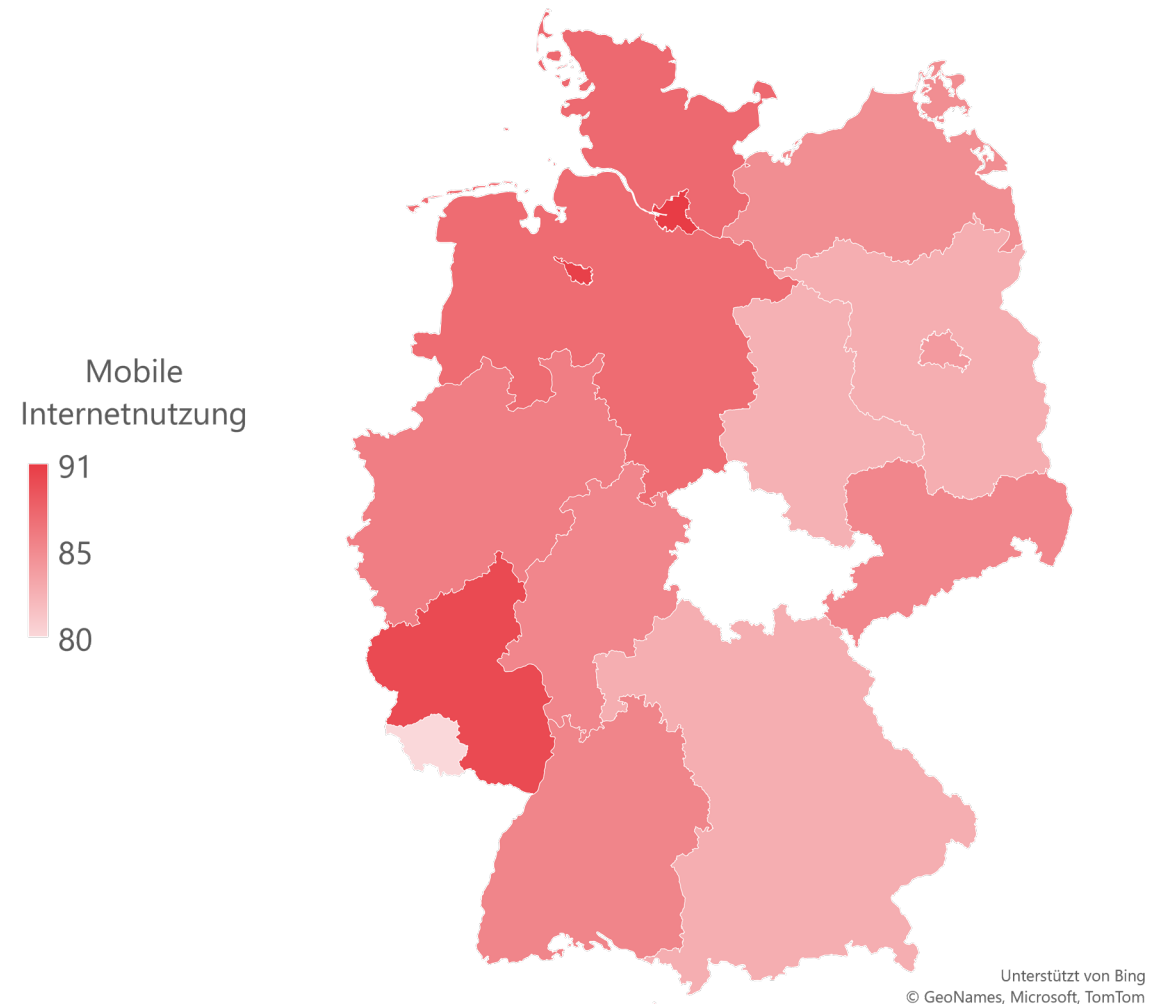 Mobile
Internetnutzung
91
85
80
Unterstützt von Bing
© GeoNames, Microsoft, TomTom